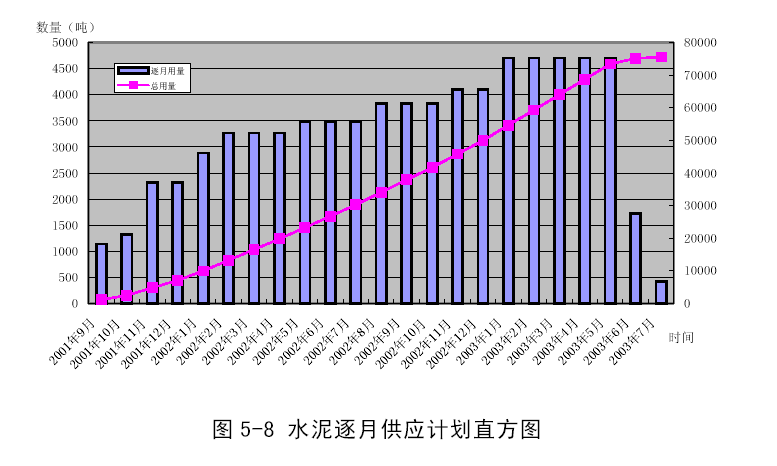 数量（吨）
5000
4500
4000
3500
3000
2500
2000
1500
1000
500
0
80000
70000
60000
50000
40000
30000
20000
10000
0
逐月用量
总用量
2001年9月
2001年10月
2001年11月
2001年12月
2002年1月
2002年2月
2002年3月
2002年4月
2002年5月
2002年6月
2002年7月
2002年8月
2002年9月
2002年10月
2002年11月
2002年12月
2003年1月
2003年2月
2003年3月
2003年4月
2003年5月
2003年6月
2003年7月
时间
图 5-8 水泥逐月供应计划直方图